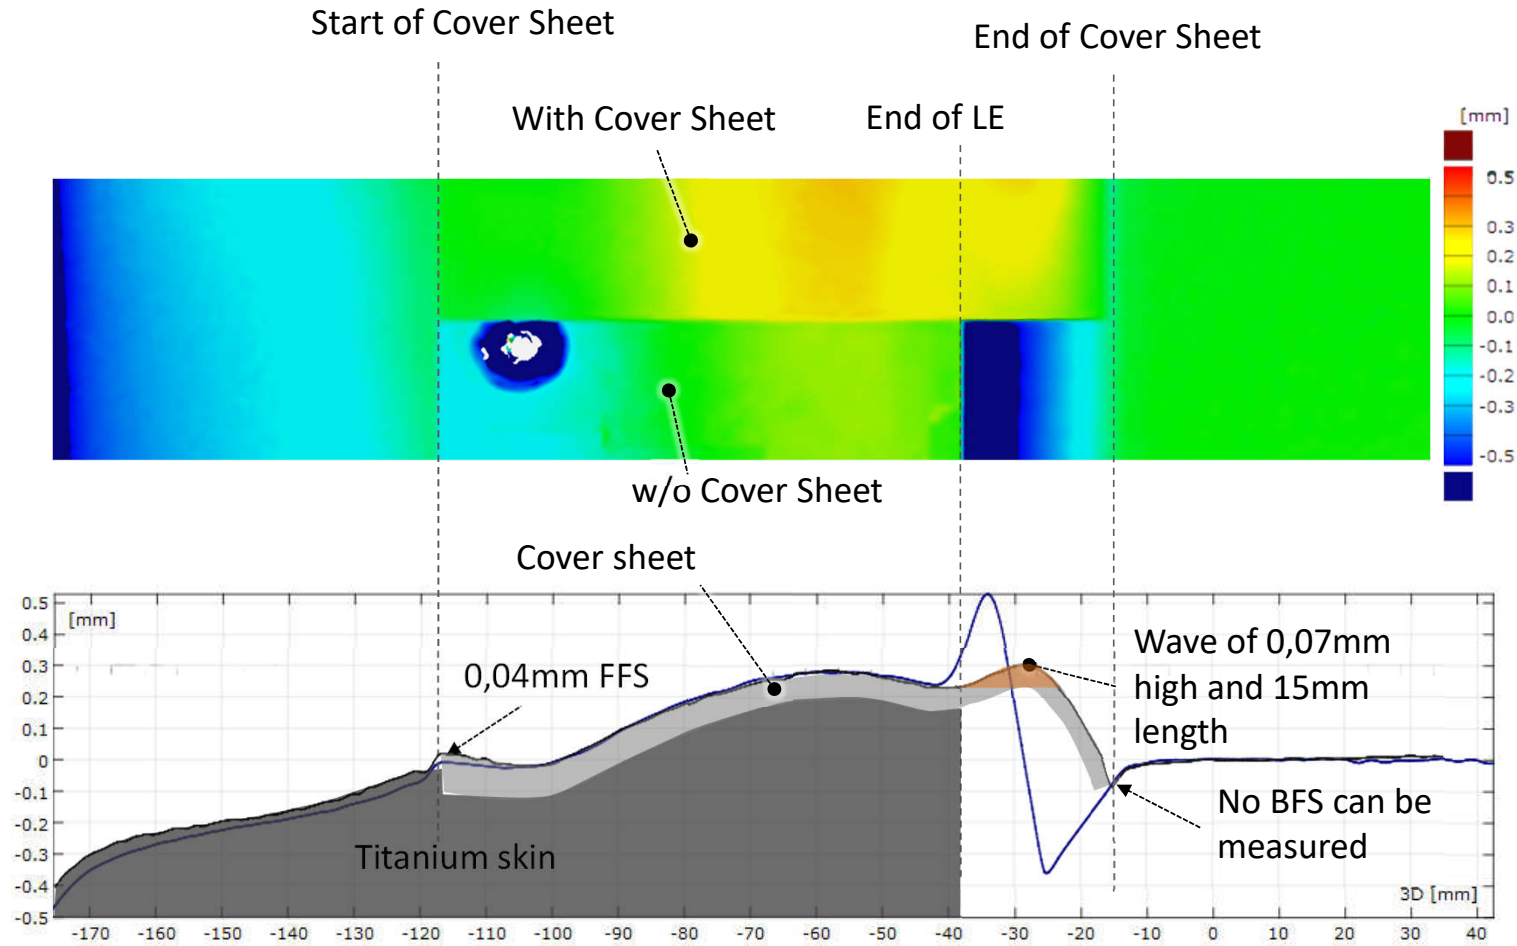 Start of Cover Sheet
End of Cover Sheet
With Cover Sheet
End of LE
[mm]
0.5
0.3
0.2
0.1
0.0
-0.1
-0.2
-0.3
-0.5
w/o Cover Sheet
Cover sheet
0.5
0.4
0.3
0.2
0.1
0
-0.1
-0.2
-0.3
-0.4
-0.5
[mm]
0,04mm FFS
Wave of 0,07mm
high and 15mm
length
No BFS can be
measured
Titanium skin
3D [mm]
-170 -160 -150 -140 -130 -120 -110 -100 -90 -80 -70 -60 -50 -40 -30 -20 -10 0 10 20 30 40